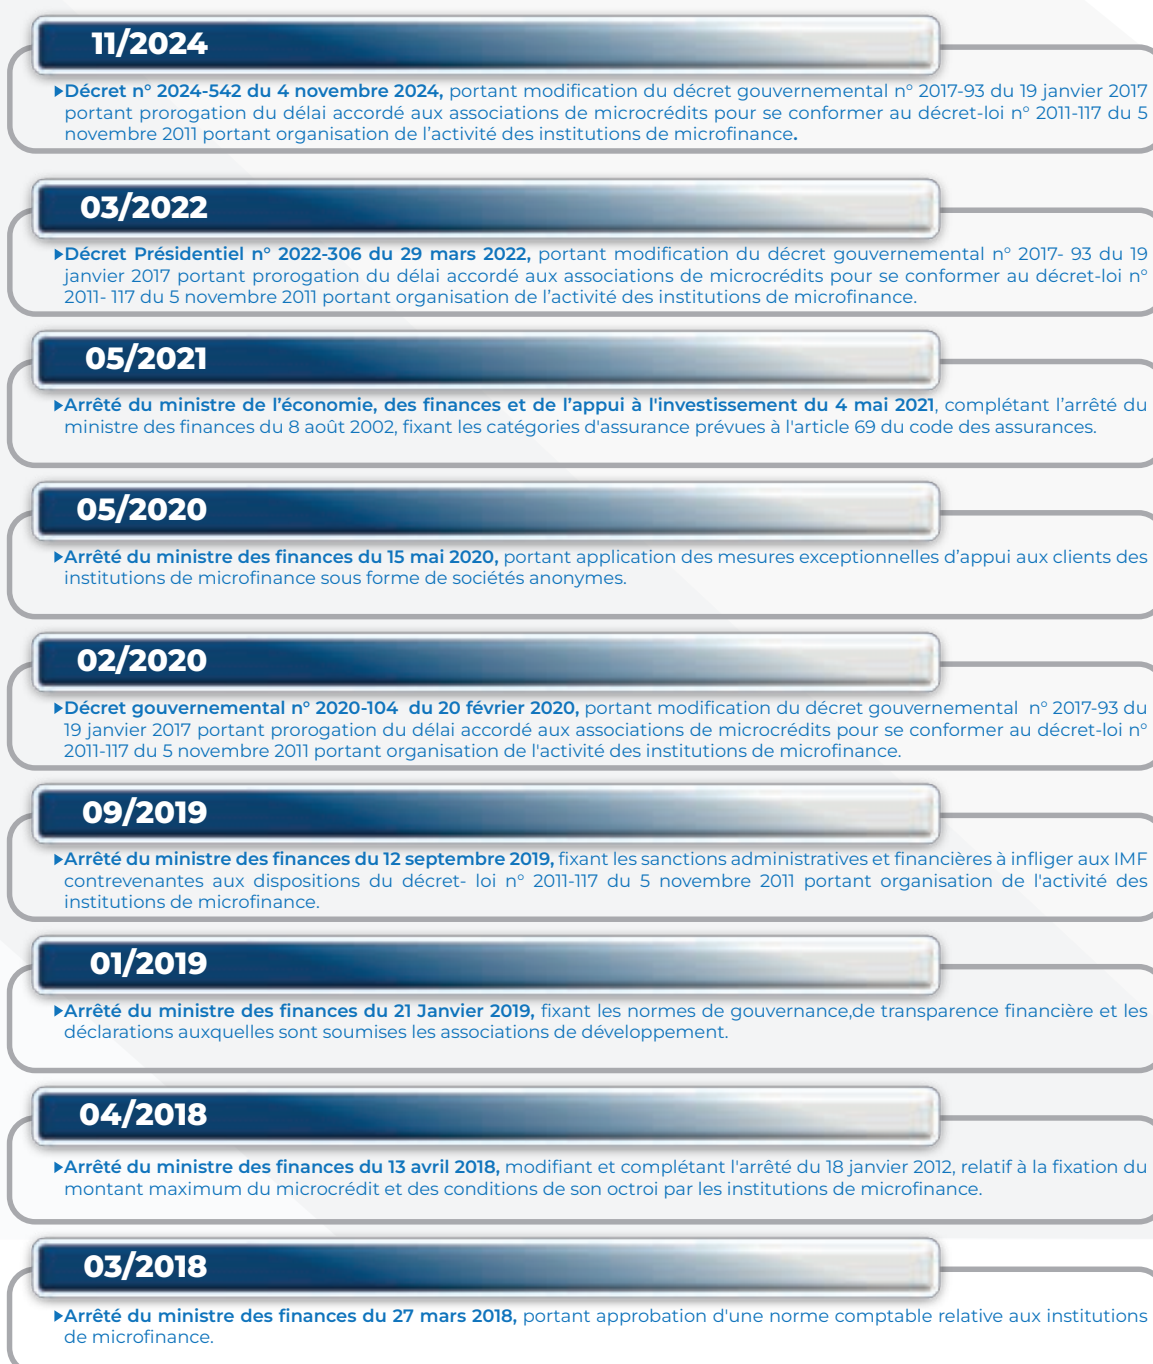 11/2024
▶Décret n° 2024-542 du 4 novembre 2024, portant modification du décret gouvernemental n° 2017-93 du 19 janvier 2017
portant prorogation du délai accordé aux associations de microcrédits pour se conformer au décret-loi n° 2011-117 du 5
novembre 2011 portant organisation de l’activité des institutions de microfinance.
03/2022
▶Décret Présidentiel n° 2022-306 du 29 mars 2022, portant modification du décret gouvernemental n° 2017- 93 du 19
janvier 2017 portant prorogation du délai accordé aux associations de microcrédits pour se conformer au décret-loi n°
2011- 117 du 5 novembre 2011 portant organisation de l’activité des institutions de microfinance.
05/2021
▶Arrêté du ministre de l’économie, des finances et de l’appui à l'investissement du 4 mai 2021, complétant l’arrêté du
ministre des finances du 8 août 2002, fixant les catégories d'assurance prévues à l'article 69 du code des assurances.
05/2020
▶Arrêté du ministre des finances du 15 mai 2020, portant application des mesures exceptionnelles d’appui aux clients des
institutions de microfinance sous forme de sociétés anonymes.
02/2020
▶Décret gouvernemental n° 2020-104 du 20 février 2020, portant modification du décret gouvernemental n° 2017-93 du
19 janvier 2017 portant prorogation du délai accordé aux associations de microcrédits pour se conformer au décret-loi n°
2011-117 du 5 novembre 2011 portant organisation de l'activité des institutions de microfinance.
09/2019
▶Arrêté du ministre des finances du 12 septembre 2019, fixant les sanctions administratives et financières à infliger aux IMF
contrevenantes aux dispositions du décret- loi n° 2011-117 du 5 novembre 2011 portant organisation de l'activité des
institutions de microfinance.
01/2019
▶Arrêté du ministre des finances du 21 Janvier 2019, fixant les normes de gouvernance,de transparence financière et les
déclarations auxquelles sont soumises les associations de développement.
04/2018
▶Arrêté du ministre des finances du 13 avril 2018, modifiant et complétant l'arrêté du 18 janvier 2012, relatif à la fixation du
montant maximum du microcrédit et des conditions de son octroi par les institutions de microfinance.
03/2018
▶Arrêté du ministre des finances du 27 mars 2018, portant approbation d'une norme comptable relative aux institutions
de microfinance.